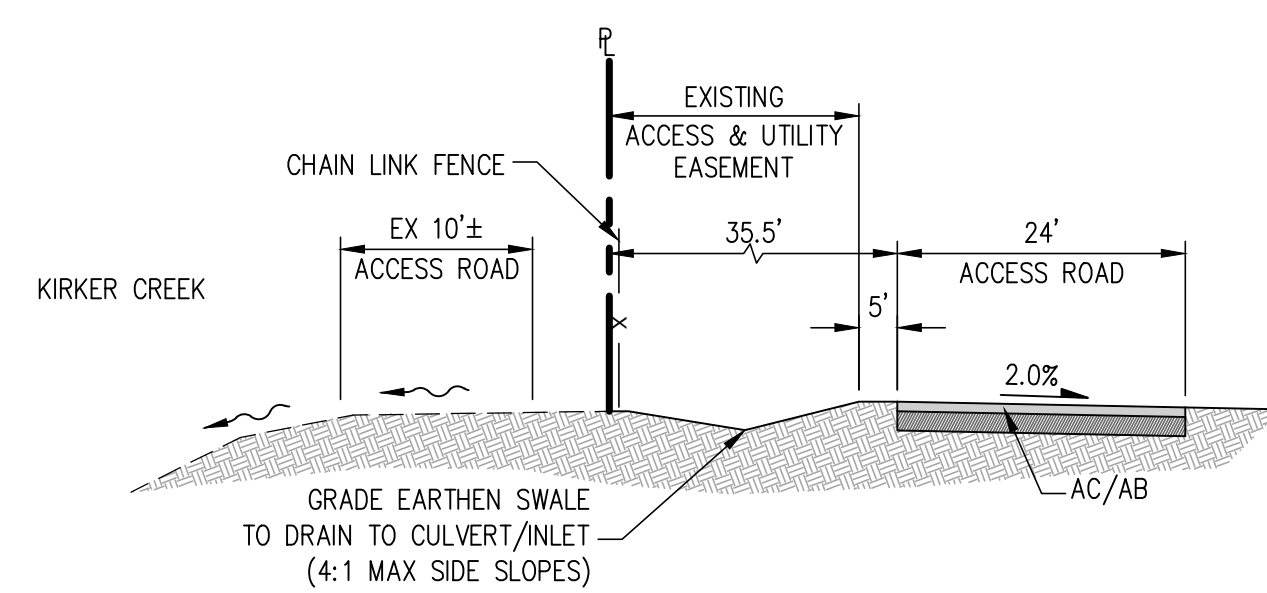 PL
EXISTING
ACCESS & UTILITY
EASEMENT
CHAIN LINK FENCE
EX 10'±
ACCESS ROAD
35.5'
24'
ACCESS ROAD
KIRKER CREEK
5'
X
2.0%
GRADE EARTHEN SWALE
TO DRAIN TO CULVERT/INLET
(4:1 MAX SIDE SLOPES)
AC/AB